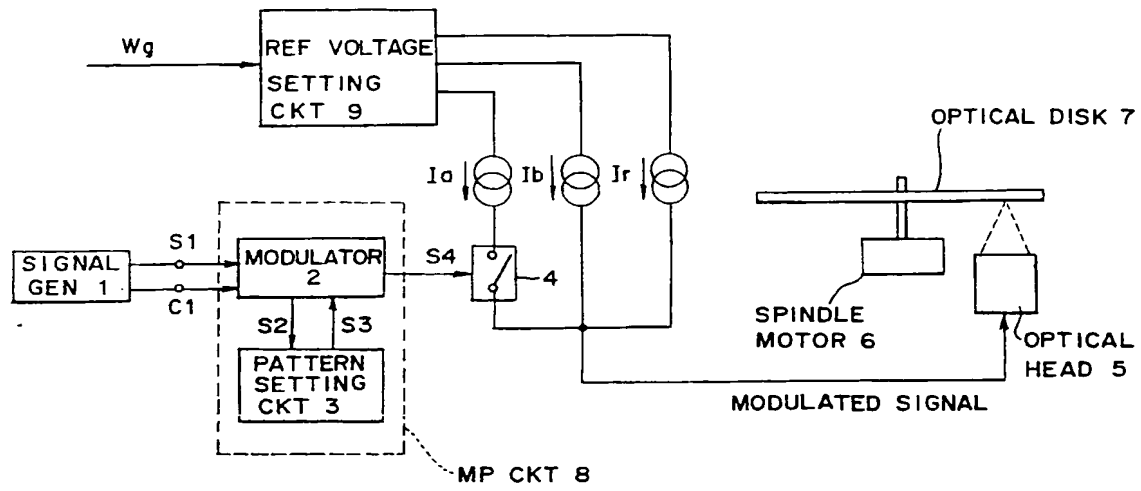 Wg
REF VOLTAGE
SETTING
CKT 9
Ia
Ib
Ir
OPTICAL DISK 7
SIGNAL
GEN 1
S1
C1
MODULATOR
2
S2
S3
PATTERN
SETTING
CKT 3
S4
4
SPINDLE
MOTOR 6
OPTICAL
HEAD 5
MODULATED SIGNAL
MP CKT 8